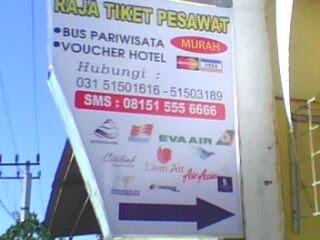 RAJA TIKET PESAWAT
• BUS PARIWISATA
MURAH
• VOUCHER HOTEL
VISA
Hubungi :
031 51501616 - 51503189
SMS : 08151 555 6666
EVA AIR
Citilink
Lion Air
Air Asia